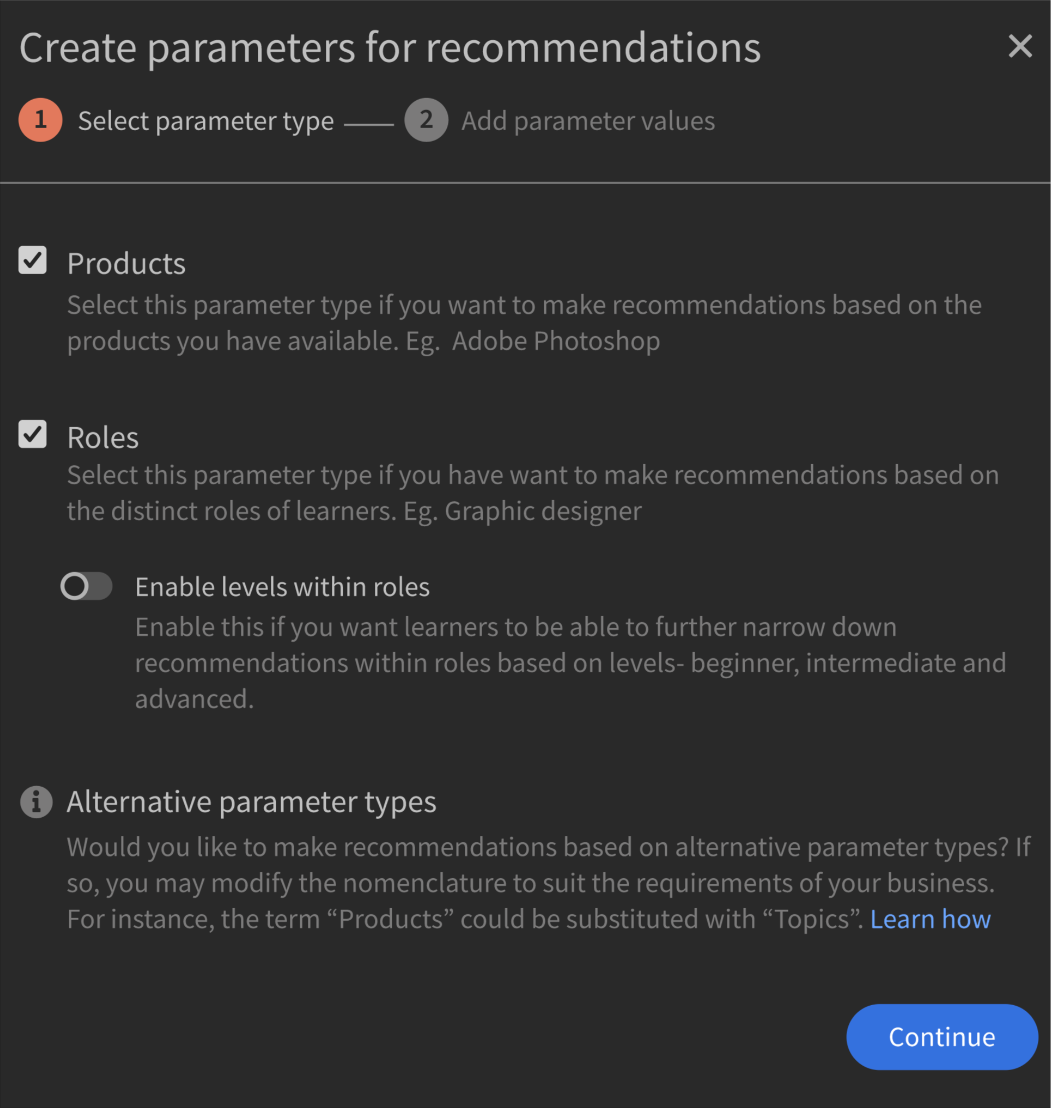 Create parameters for recommendations
1 Select parameter type 2 Add parameter values
Products
Select this parameter type if you want to make recommendations based on the
products you have available. Eg. Adobe Photoshop
Roles
Select this parameter type if you have want to make recommendations based on
the distinct roles of learners. Eg. Graphic designer
Enable levels within roles
Enable this if you want learners to be able to further narrow down
recommendations within roles based on levels- beginner, intermediate and
advanced.
Alternative parameter types
Would you like to make recommendations based on alternative parameter types? If
so, you may modify the nomenclature to suit the requirements of your business.
For instance, the term “Products” could be substituted with “Topics”. Learn how
Continue